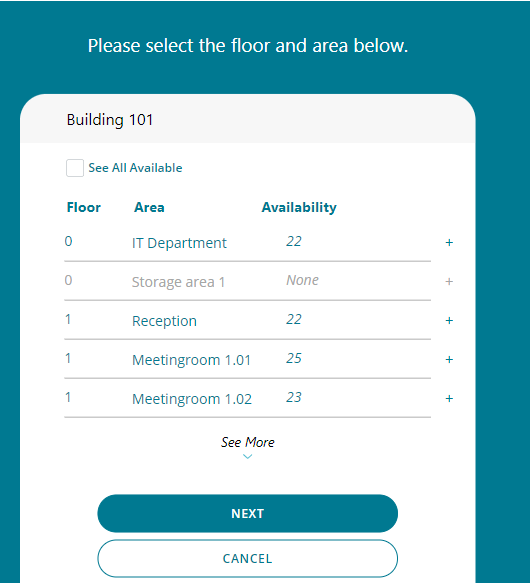 Please select the floor and area below.
Building 101
See All Available
Floor Area Availability
0 IT Department 22 +
0 Storage area 1 None +
1 Reception 22 +
1 Meetingroom 1.01 25 +
1 Meetingroom 1.02 23 +
See More
NEXT
CANCEL